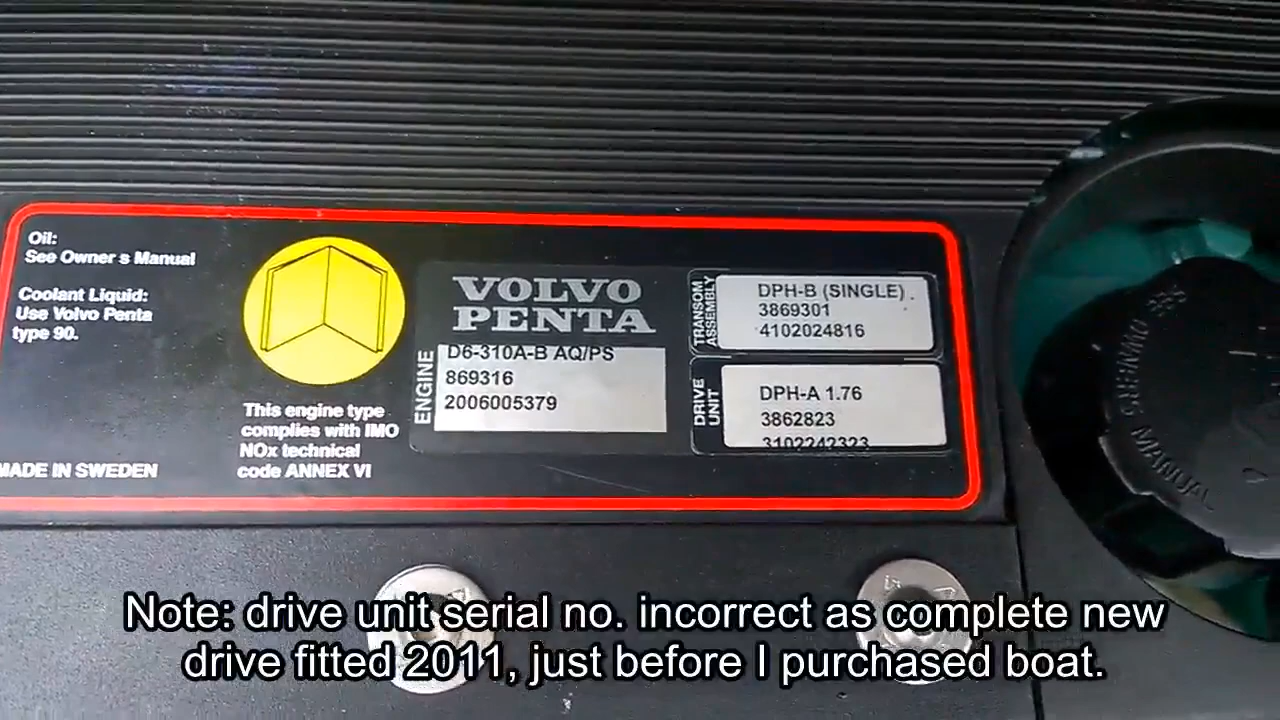 Oil:
See Owner s Manual
Coolant Liquid:
Use Volvo Penta
type 90.
MADE IN SWEDEN
This engine type
complies with IMO
NOx technical
code ANNEX VI
VOLVO
PENTA
ENGINE
D6-310A-B AQ/PS
869316
2006005379
TRANSOM
ASSEMBLY
DPH-B (SINGLE)
3869301
4102024816
DRIVE
UNIT
DPH-A 1.76
3862823
3102242323
OWNERS
MANUAL
Note: drive unit serial no. incorrect as complete new
drive fitted 2011, just before I purchased boat.